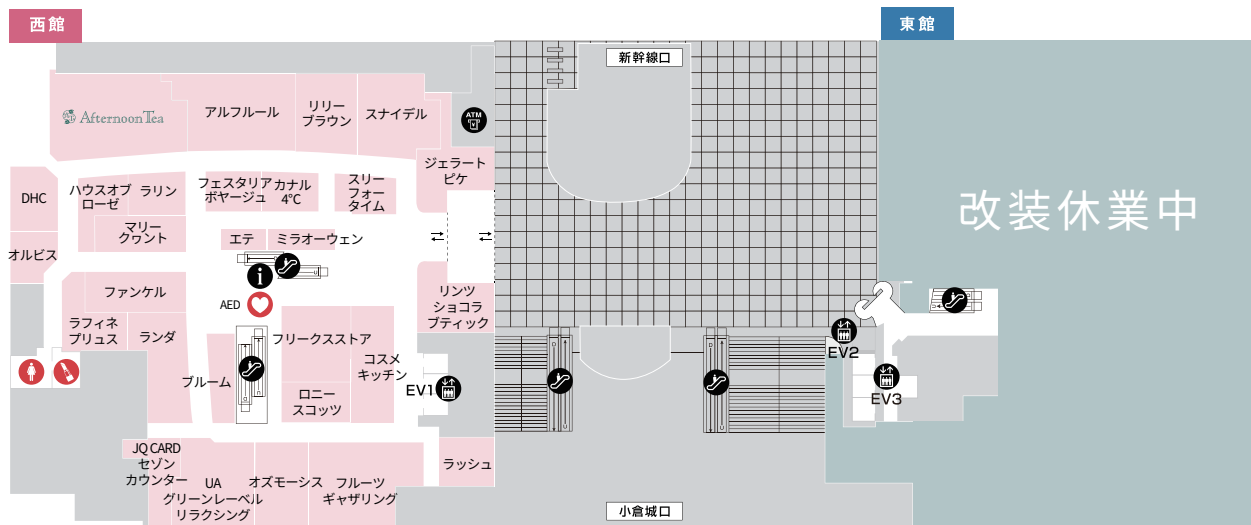 西館
東館
新幹線口
ATM
Afternoon Tea
アルフルール
リリー
ブラウン
スナイデル
ジェラート
ピケ
DHC
ハウスオブ
ローゼ
ラリン
フェスタリア
ボヤージュ
カナル
4℃
スリー
フォー
タイム
改装休業中
マリー
クヮント
エテ
ミラオーウェン
オルビス
i
AED
ファンケル
リンツ
ショコラ
ブティック
ラフィネ
プリュス
ランダ
フリークスストア
コスメ
キッチン
ブルーム
ロニー
スコッツ
EV1
EV2
EV3
JQ CARD
セゾン
カウンター
UA
グリーンレーベル
リラクシング
オズモーシス
フルーツ
ギャザリング
ラッシュ
小倉城口